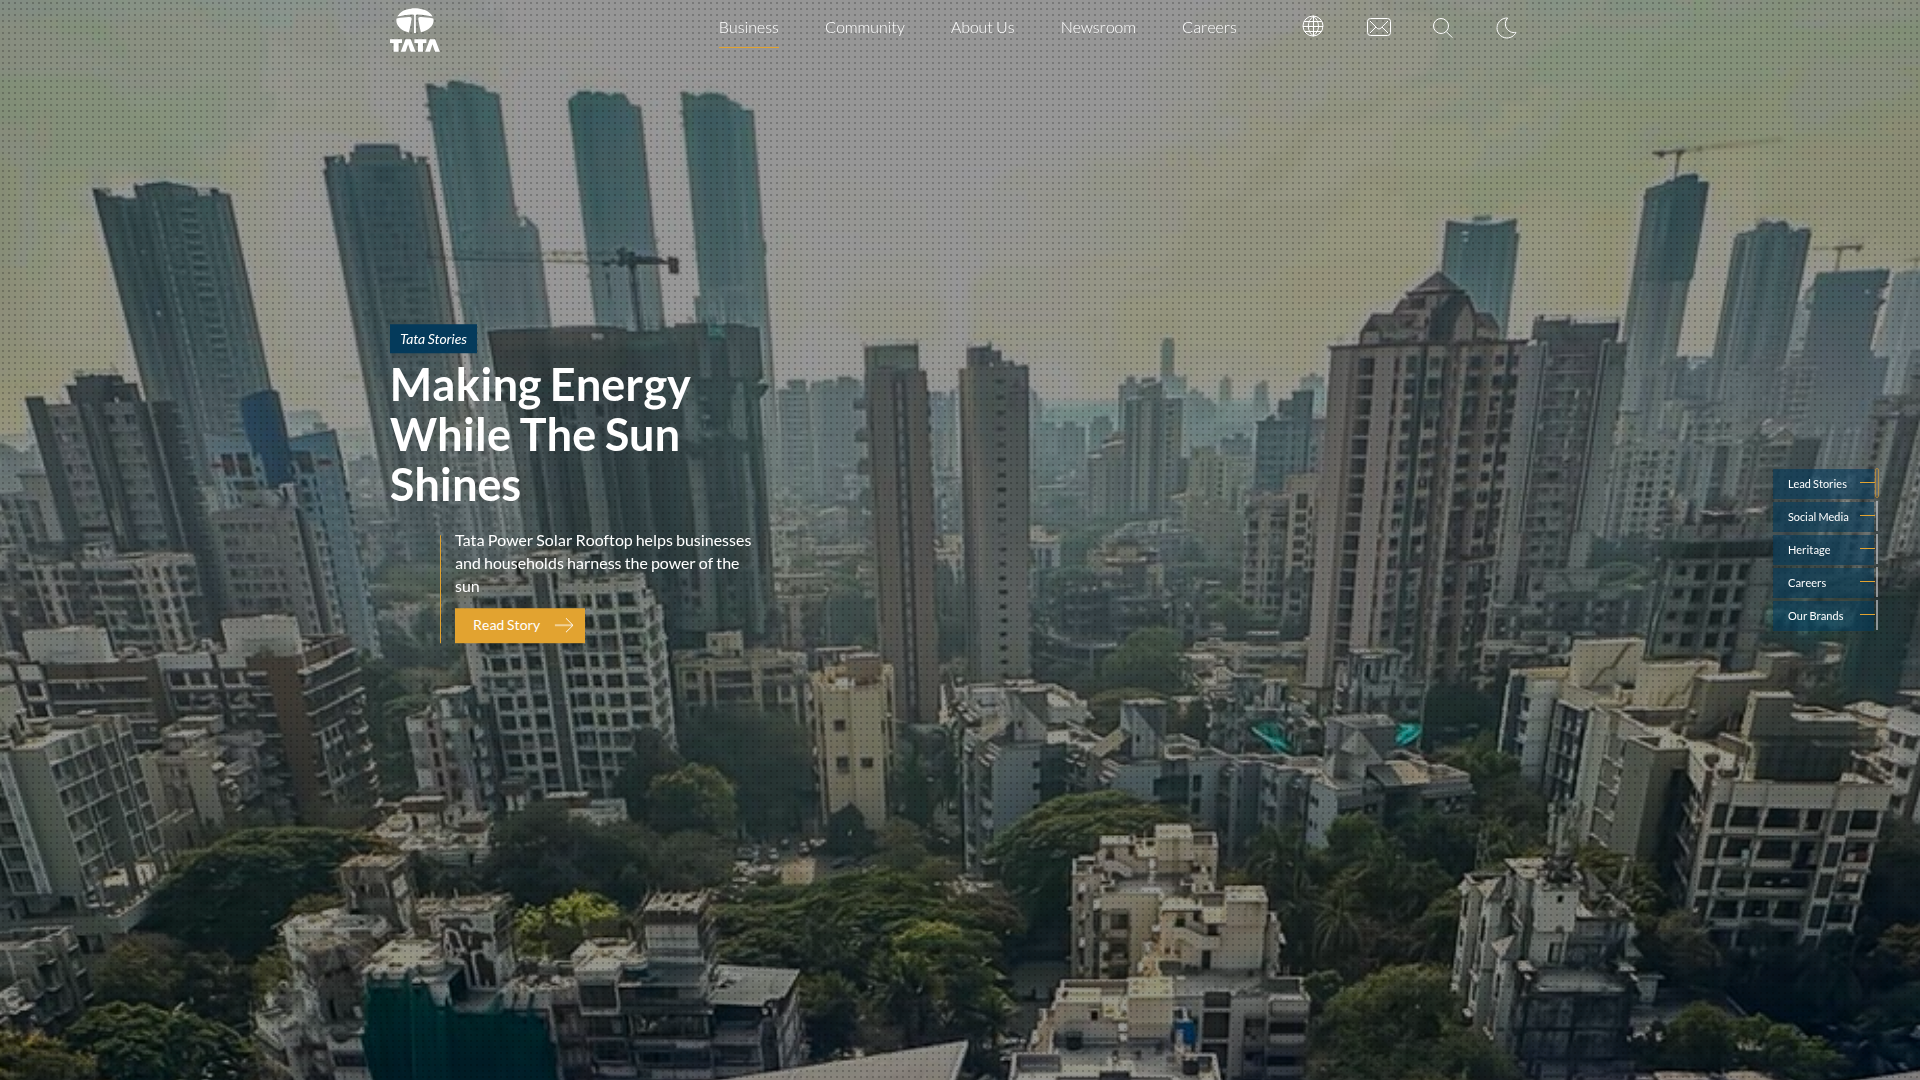 TATA
Business
Community
About Us
Newsroom
Careers
Tata Stories
Making Energy
While The Sun
Shines
Tata Power Solar Rooftop helps businesses
and households harness the power of the
sun
Read Story
Lead Stories
Social Media
Heritage
Careers
Our Brands